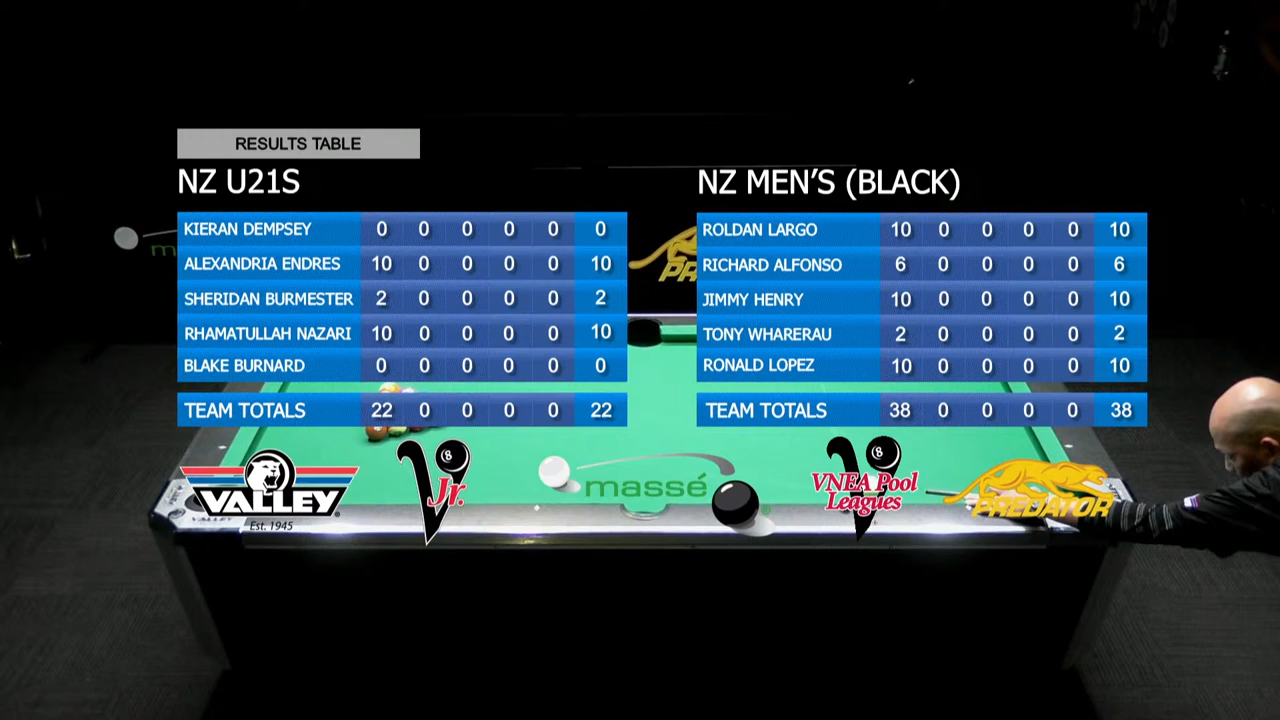 RESULTS TABLE
NZ U21S
KIERAN DEMPSEY 0 0 0 0 0 0
ALEXANDRIA ENDRES 10 0 0 0 0 10
SHERIDAN BURMESTER 2 0 0 0 0 2
RHAMATULLAH NAZARI 10 0 0 0 0 10
BLAKE BURNARD 0 0 0 0 0 0
TEAM TOTALS 22 0 0 0 0 22
NZ MEN'S (BLACK)
ROLDAN LARGO 10 0 0 0 0 10
RICHARD ALFONSO 6 0 0 0 0 6
JIMMY HENRY 10 0 0 0 0 10
TONY WHARERAU 2 0 0 0 0 2
RONALD LOPEZ 10 0 0 0 0 10
TEAM TOTALS 38 0 0 0 0 38
VALLEY®
Est. 1945
V 8 Jr.
massé
V 8
VNEA Pool
Leagues
PREDATOR
VALLEY